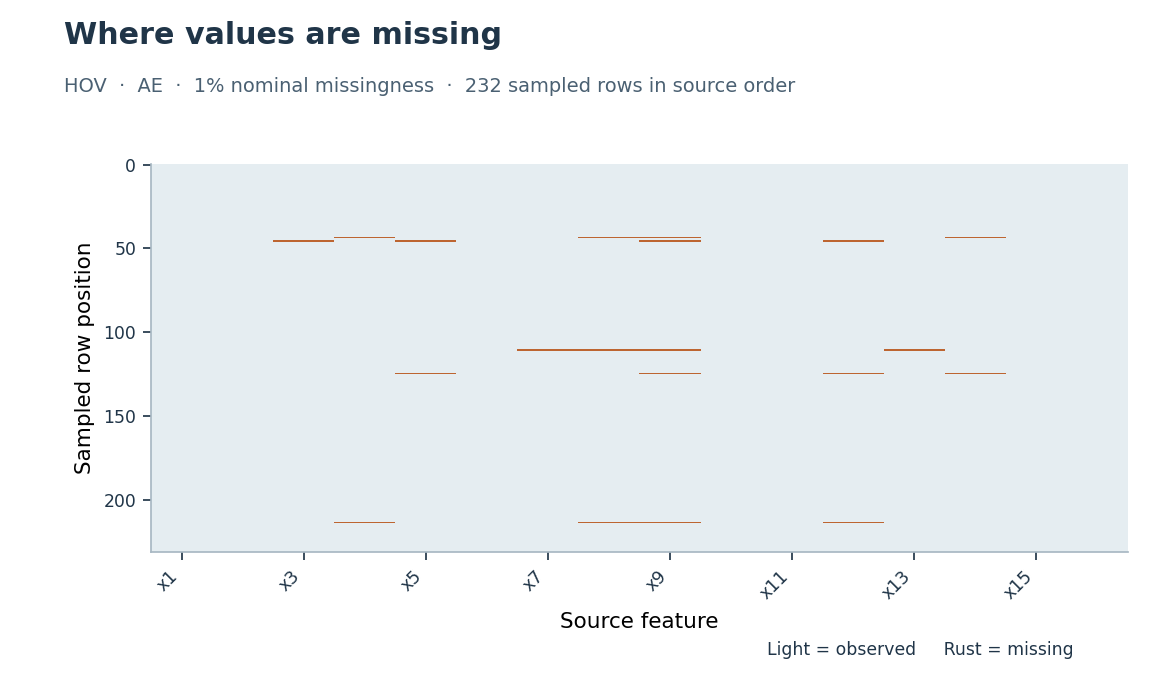 Where values are missing
HOV · AE · 1% nominal missingness · 232 sampled rows in source order
0
50
100
150
200
Sampled row position
x1
x3
x5
x7
x9
x11
x13
x15
Source feature
Light = observed Rust = missing